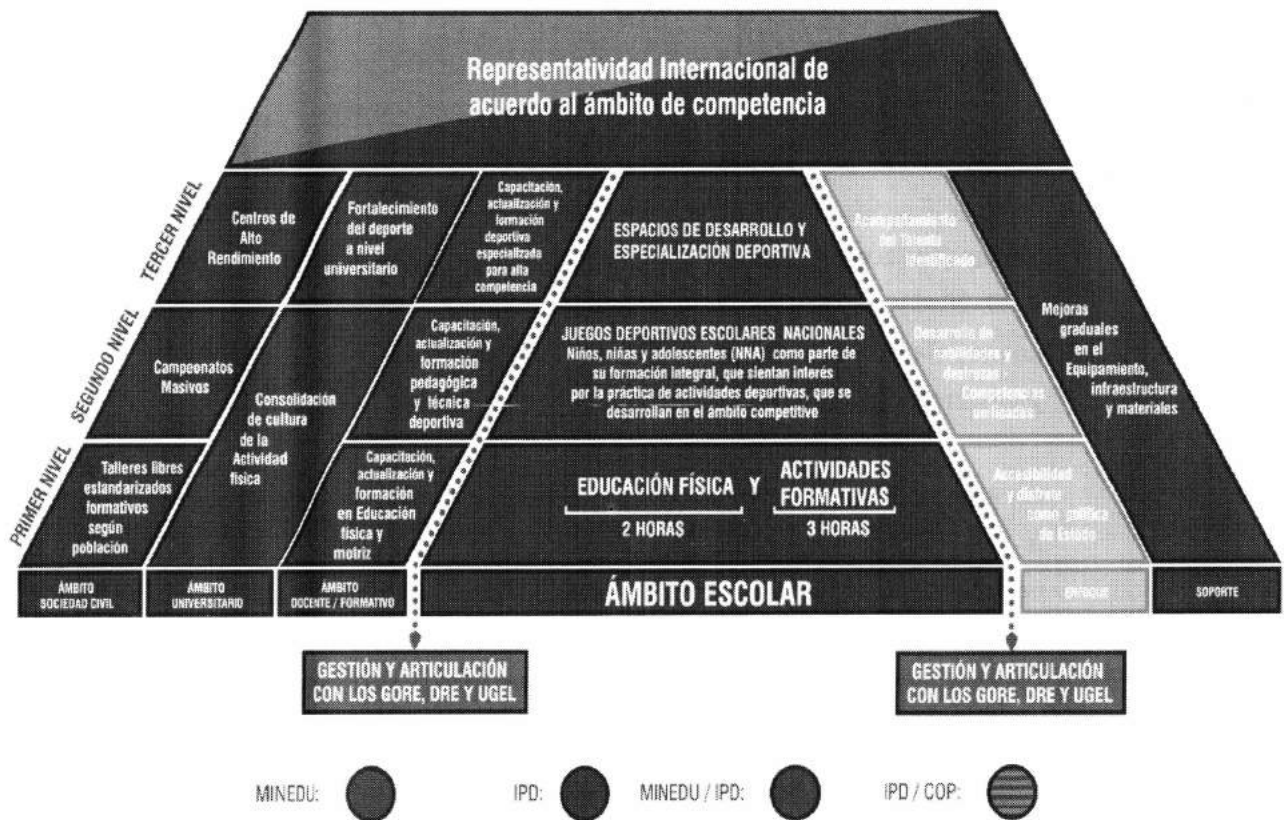 Representatividad Internacional de
acuerdo al ámbito de competencia
TERCER NIVEL
Centros de
Alto
Rendimiento
Fortalecimiento
del deporte
a nivel
universitario
Capacitación,
actualización y
formación
deportiva
especializada
para alta
competencia
ESPACIOS DE DESARROLLO Y
ESPECIALIZACIÓN DEPORTIVA
Acompañamiento
del Talento
Identificado
SEGUNDO NIVEL
Campeonatos
Masivos
Consolidación
de cultura
de la
Actividad
física
Capacitación,
actualización y
formación
pedagógica
y técnica
deportiva
JUEGOS DEPORTIVOS ESCOLARES NACIONALES
Niños, niñas y adolescentes (NNA) como parte de
su formación integral, que sientan interés
por la práctica de actividades deportivas, que se
desarrollan en el ámbito competitivo
Desarrollo de
habilidades y
destrezas -
Competencias
unificadas
Mejoras
graduales
en el
Equipamiento,
infraestructura
y materiales
PRIMER NIVEL
Talleres libres
estandarizados
formativos
según
población
Capacitación,
actualización y
formación
en Educación
física y
motriz
EDUCACIÓN FÍSICA Y ACTIVIDADES
FORMATIVAS
2 HORAS 3 HORAS
Accesibilidad
y disfrute
como política
de Estado
ÁMBITO
SOCIEDAD CIVIL
ÁMBITO
UNIVERSITARIO
ÁMBITO
DOCENTE / FORMATIVO
ÁMBITO ESCOLAR
ENFOQUE
SOPORTE
GESTIÓN Y ARTICULACIÓN
CON LOS GORE, DRE Y UGEL
GESTIÓN Y ARTICULACIÓN
CON LOS GORE, DRE Y UGEL
MINEDU: IPD: MINEDU / IPD: IPD / COP: